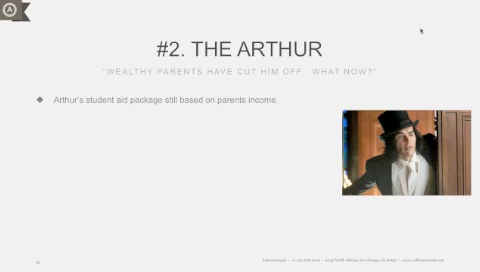 A
#2. THE ARTHUR
"WEALTHY PARENTS HAVE CUT HIM OFF. WHAT NOW?"
Arthur's student aid package still based on parents income.